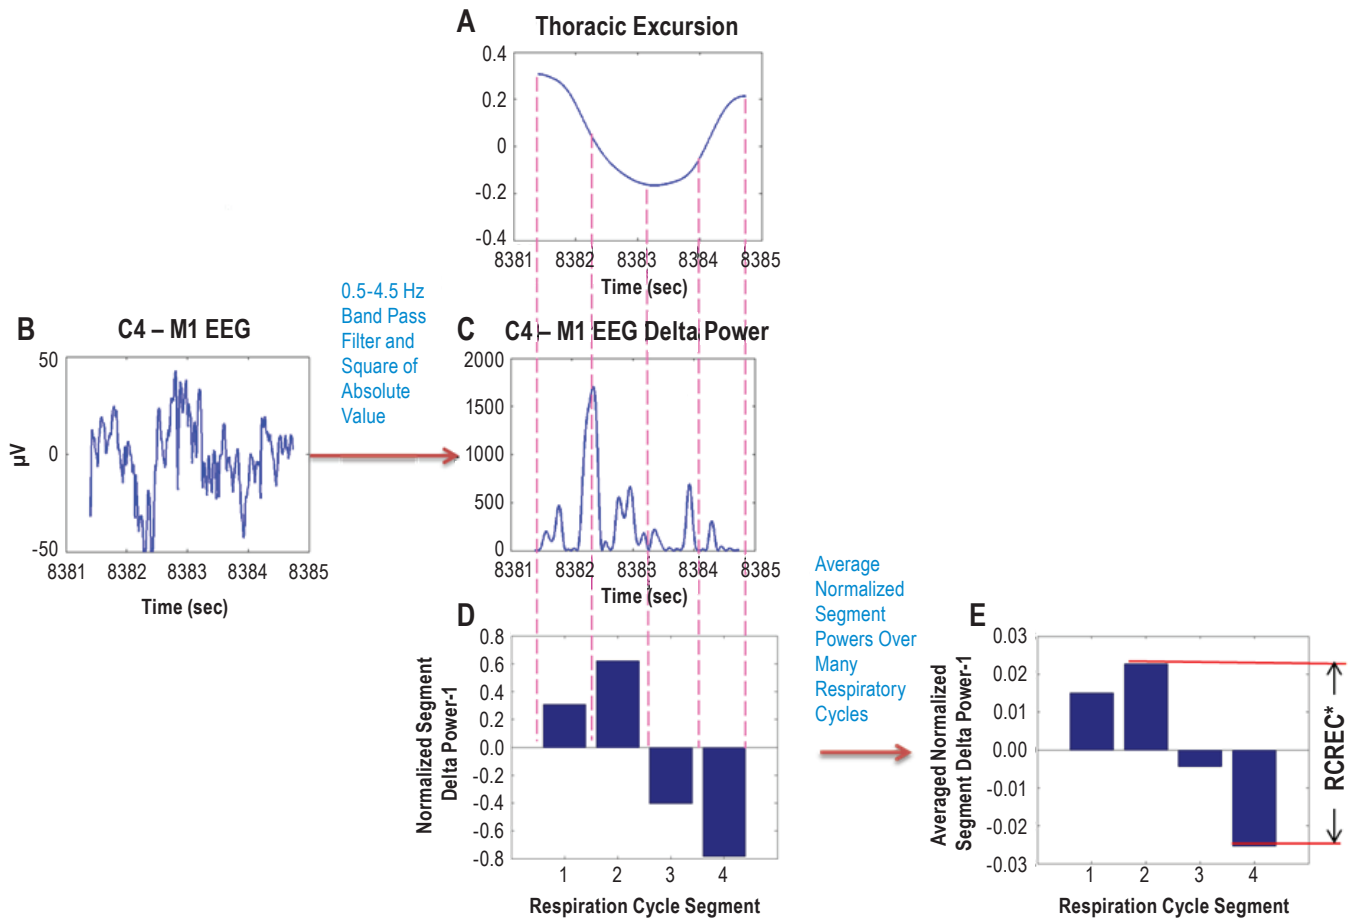 A
Thoracic Excursion
0.4
0.2
0
-0.2
-0.4
8381 8382 8383 8384 8385
Time (sec)
B
C4 – M1 EEG
50
0
-50
µV
8381 8382 8383 8384 8385
Time (sec)
0.5-4.5 Hz
Band Pass
Filter and
Square of
Absolute
Value
C
C4 – M1 EEG Delta Power
2000
1500
1000
500
0
8381 8382 8383 8384 8385
Time (sec)
D
Normalized Segment
Delta Power-1
0.8
0.6
0.4
0.2
0.0
-0.2
-0.4
-0.6
-0.8
1 2 3 4
Respiration Cycle Segment
Average
Normalized
Segment
Powers Over
Many
Respiratory
Cycles
E
Averaged Normalized
Segment Delta Power-1
0.03
0.02
0.01
0.00
-0.01
-0.02
-0.03
1 2 3 4
Respiration Cycle Segment
RCREC*